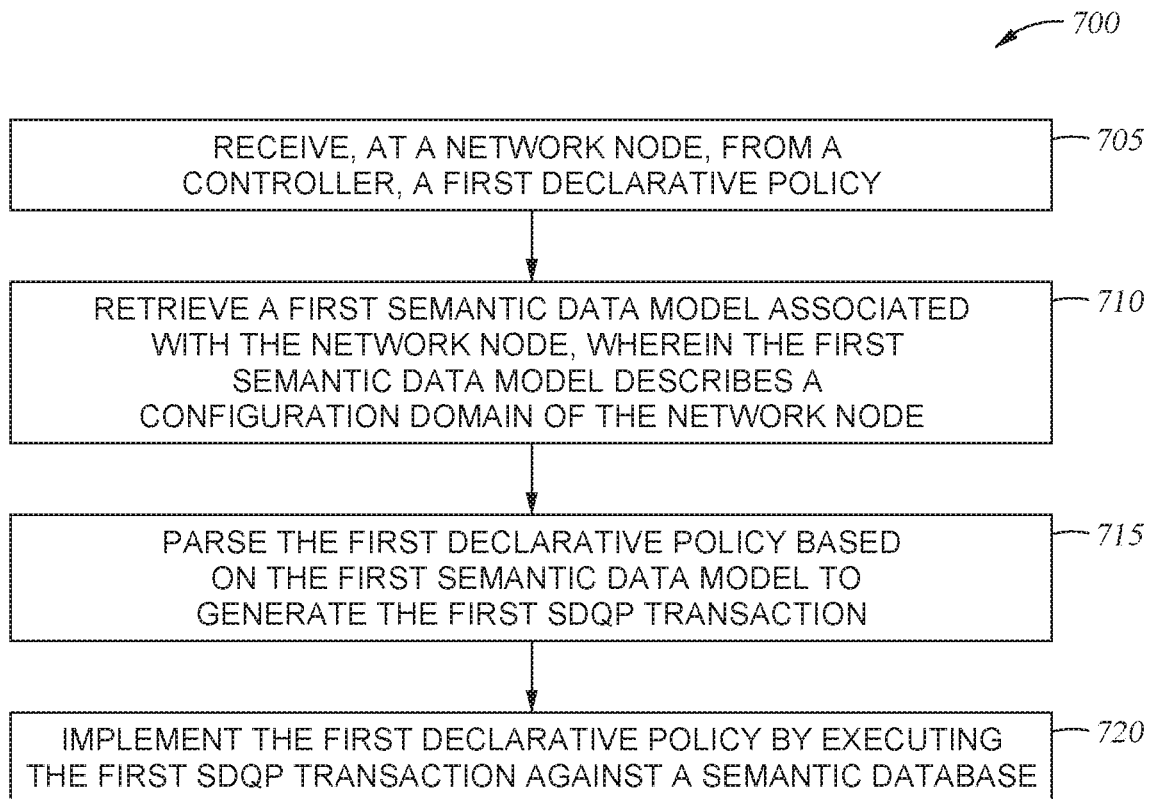 700
RECEIVE, AT A NETWORK NODE, FROM A
CONTROLLER, A FIRST DECLARATIVE POLICY
705
RETRIEVE A FIRST SEMANTIC DATA MODEL ASSOCIATED
WITH THE NETWORK NODE, WHEREIN THE FIRST
SEMANTIC DATA MODEL DESCRIBES A
CONFIGURATION DOMAIN OF THE NETWORK NODE
710
PARSE THE FIRST DECLARATIVE POLICY BASED
ON THE FIRST SEMANTIC DATA MODEL TO
GENERATE THE FIRST SDQP TRANSACTION
715
IMPLEMENT THE FIRST DECLARATIVE POLICY BY EXECUTING
THE FIRST SDQP TRANSACTION AGAINST A SEMANTIC DATABASE
720